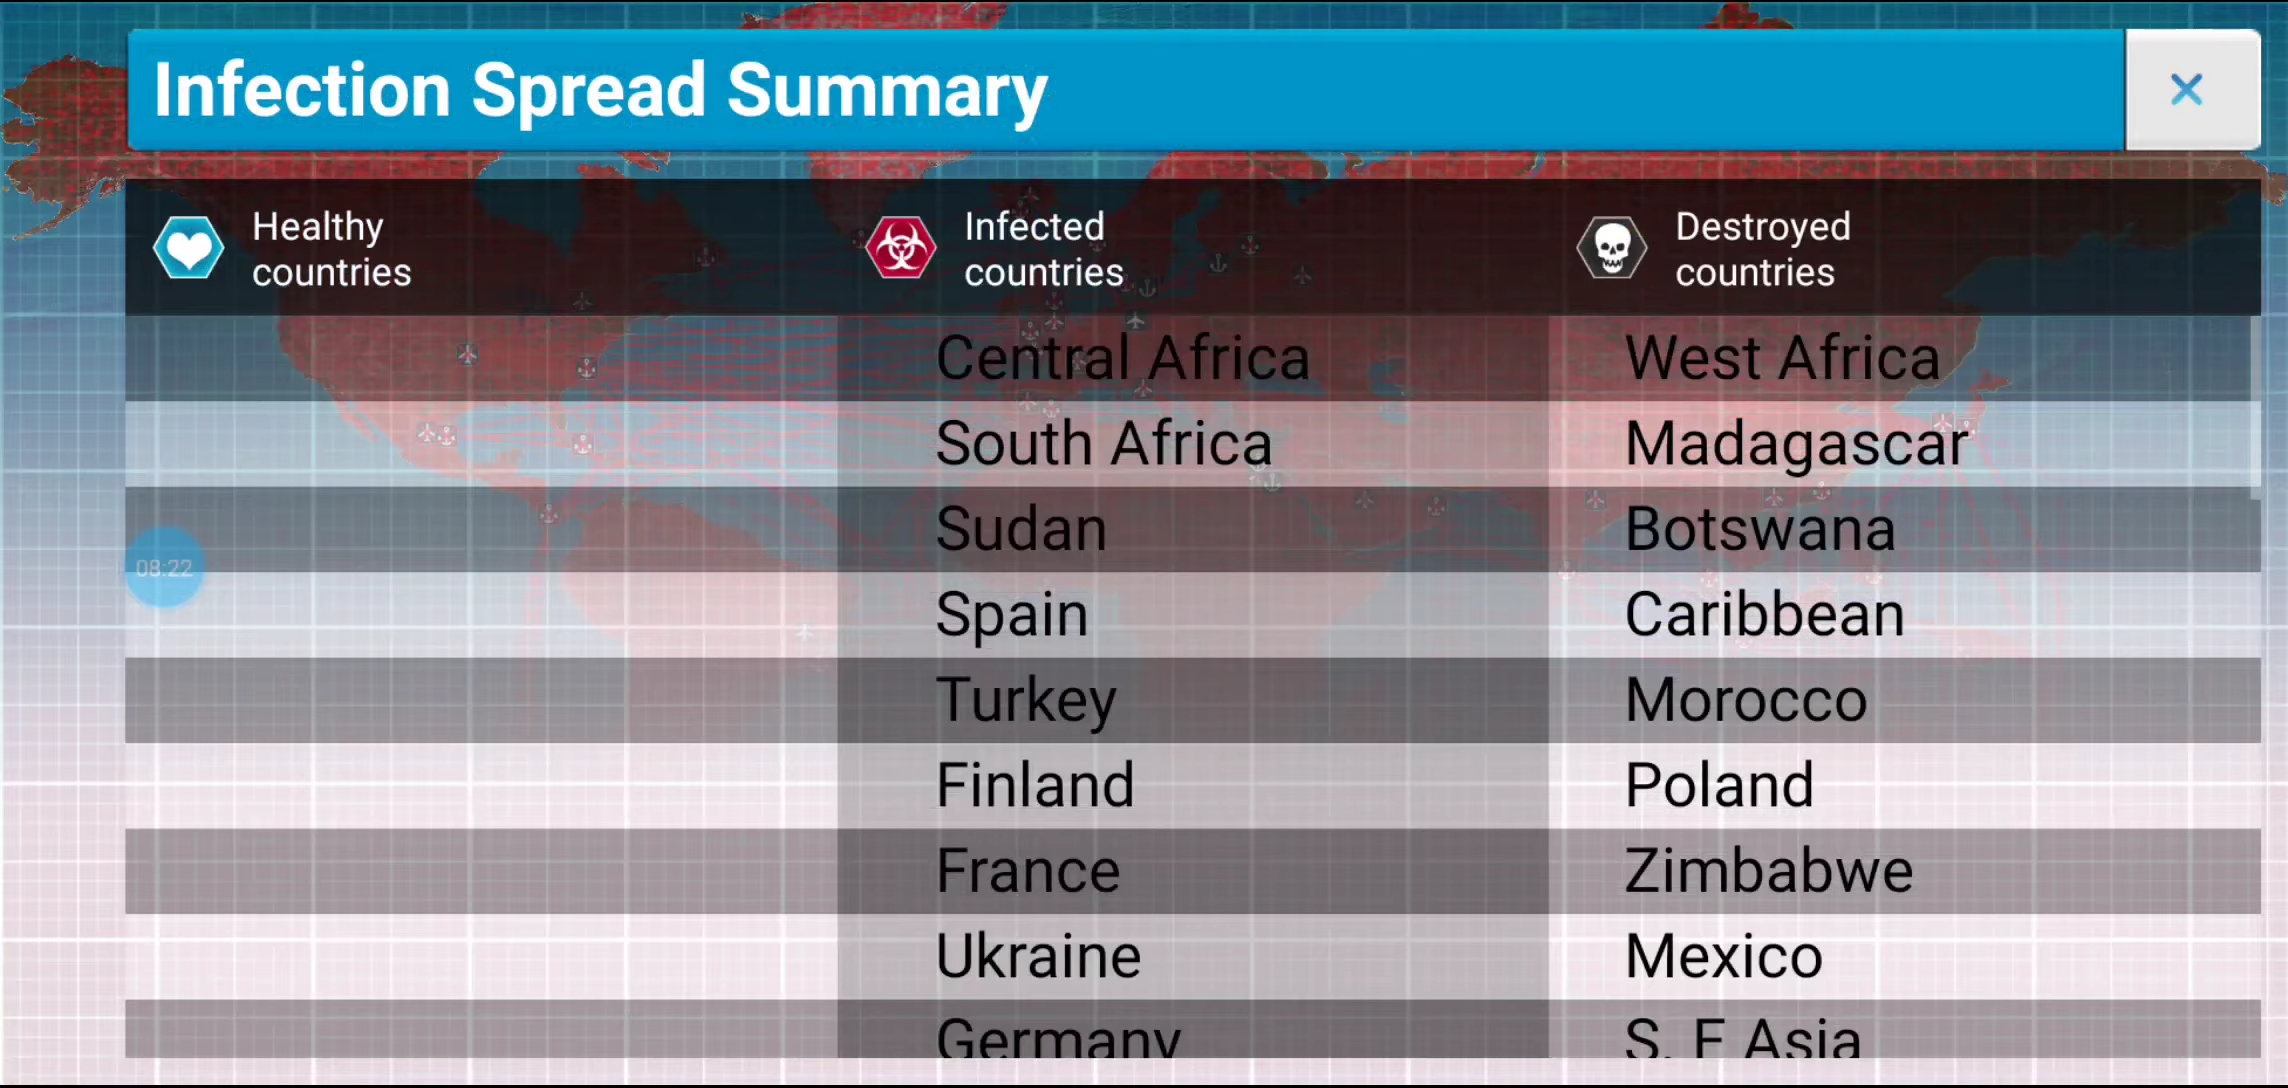 Infection Spread Summary
Healthy
countries
Infected
countries
Destroyed
countries
Central Africa
West Africa
South Africa
Madagascar
Sudan
Botswana
08:22
Spain
Caribbean
Turkey
Morocco
Finland
Poland
France
Zimbabwe
Ukraine
Mexico
Germany
S. E Asia